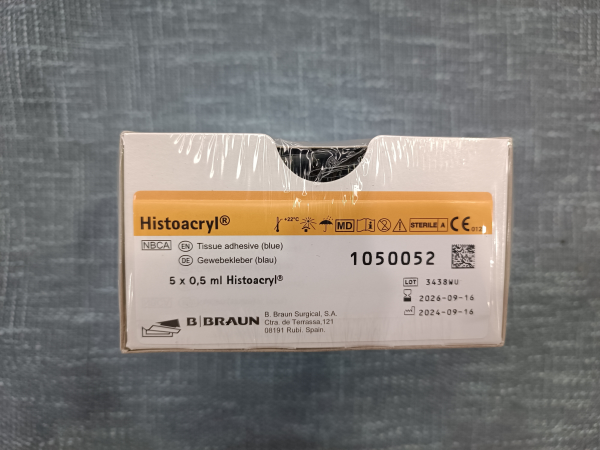 Histoacryl®
+22°C MD STERILE A CE
NBCA EN Tissue adhesive (blue)
DE Gewebekleber (blau)
1050052
5 x 0,5 ml Histoacryl®
LOT 3438WU
2026-09-16
2024-09-16
B|BRAUN
B. Braun Surgical, S.A.
Ctra. de Terrassa,121
08191 Rubí. Spain.